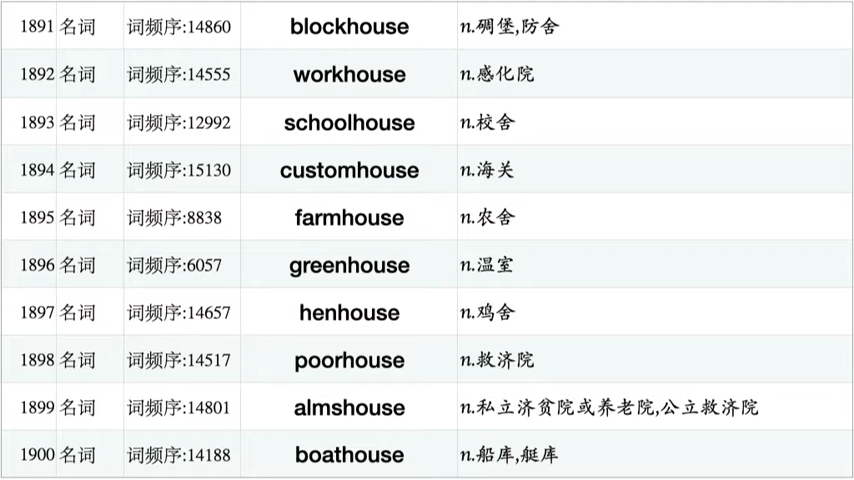 1891 名词 词频序:14860 blockhouse n.碉堡,防舍
1892 名词 词频序:14555 workhouse n.感化院
1893 名词 词频序:12992 schoolhouse n.校舍
1894 名词 词频序:15130 customhouse n.海关
1895 名词 词频序:8838 farmhouse n.农舍
1896 名词 词频序:6057 greenhouse n.温室
1897 名词 词频序:14657 henhouse n.鸡舍
1898 名词 词频序:14517 poorhouse n.救济院
1899 名词 词频序:14801 almshouse n.私立济贫院或养老院,公立救济院
1900 名词 词频序:14188 boathouse n.船库,艇库